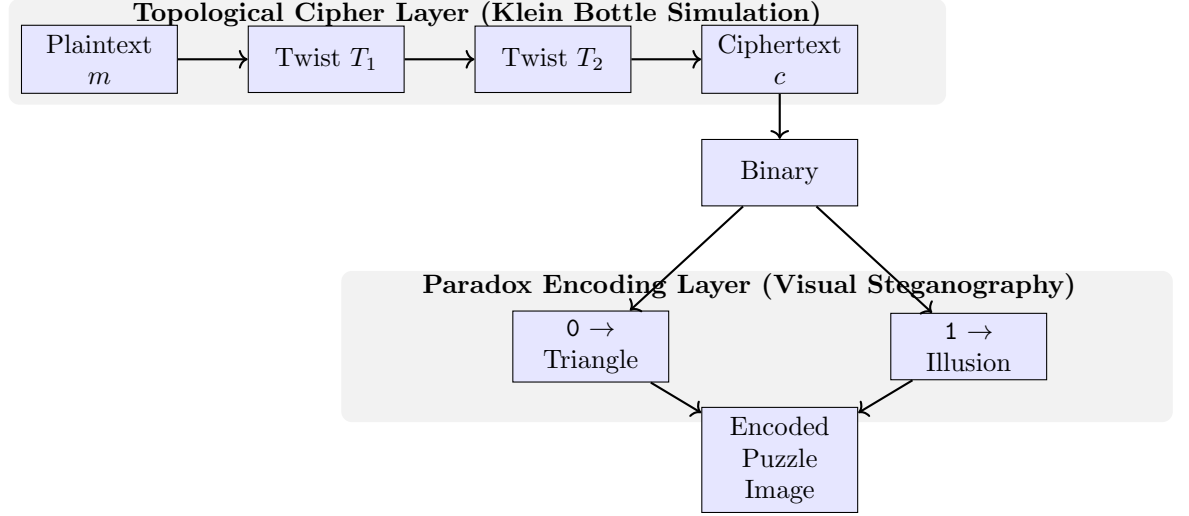 Topological Cipher Layer (Klein Bottle Simulation)
Plaintext
m
Twist T₁
Twist T₂
Ciphertext
c
Binary
Paradox Encoding Layer (Visual Steganography)
0 →
Triangle
1 →
Illusion
Encoded
Puzzle
Image